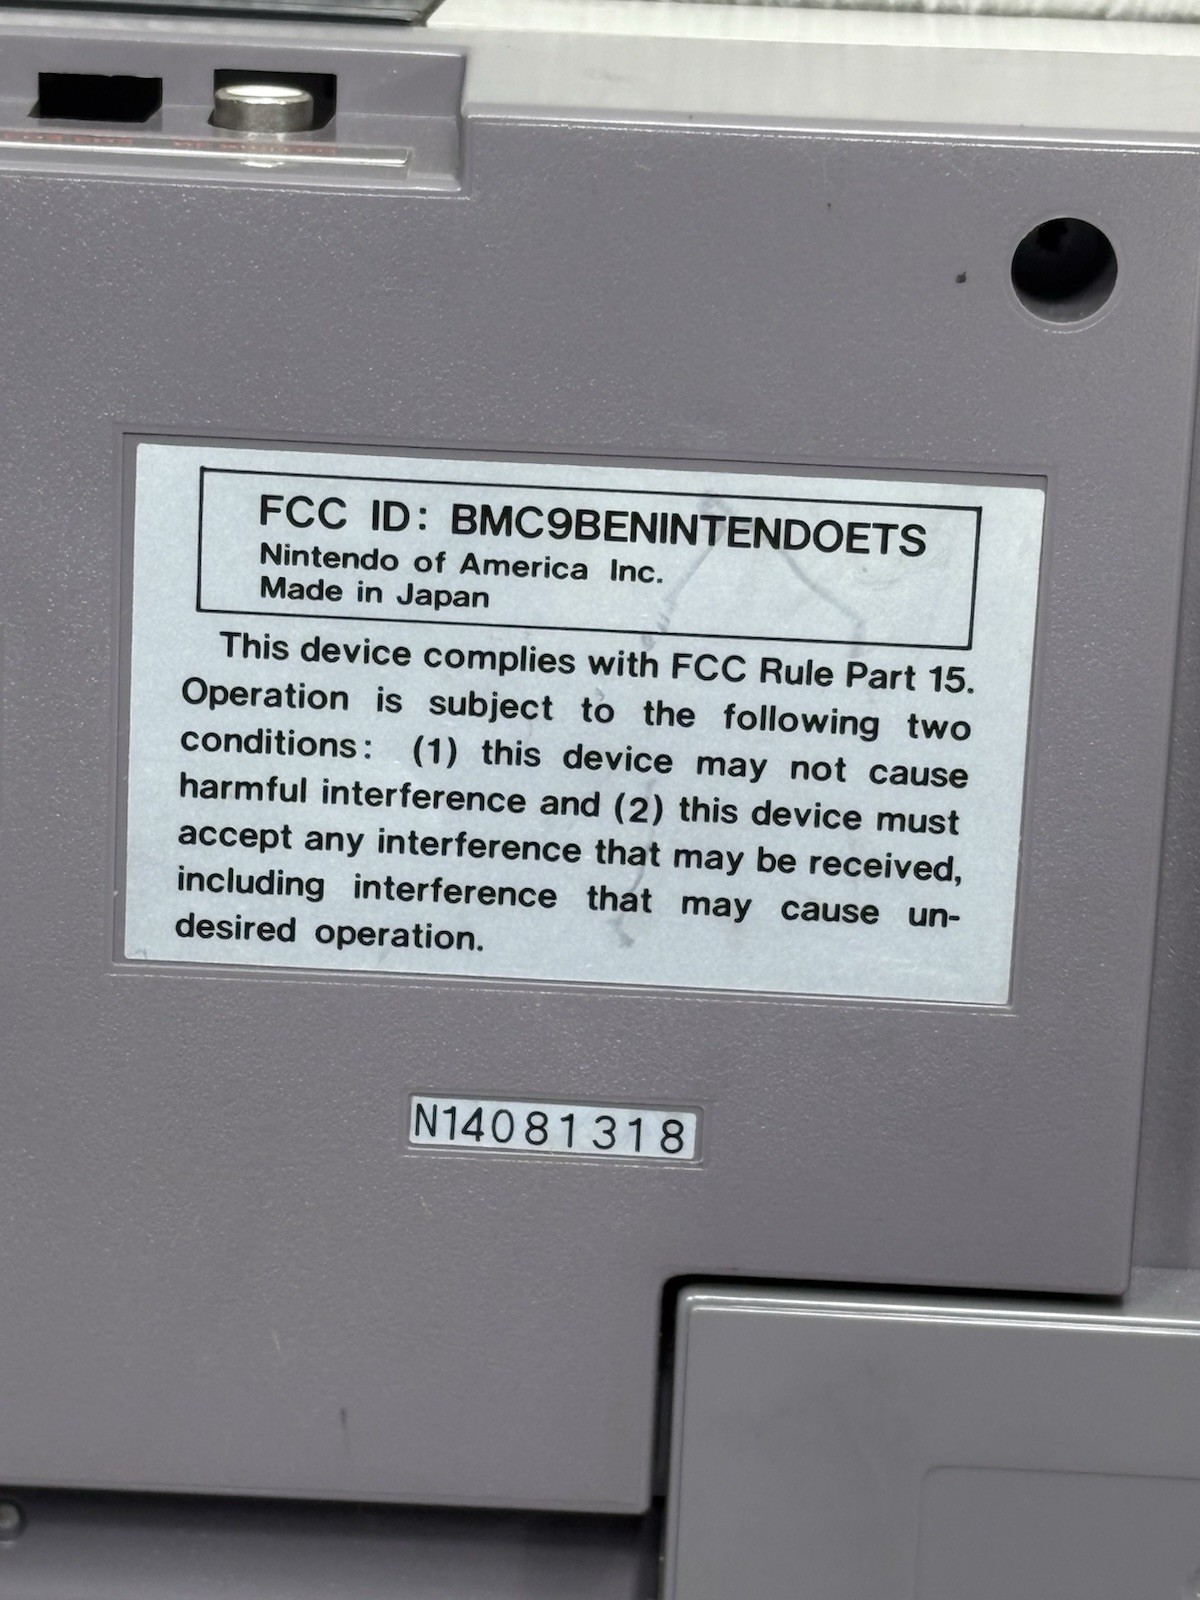 FCC ID: BMC9BENINTENDOETS
Nintendo of America Inc.
Made in Japan
This device complies with FCC Rule Part 15.
Operation is subject to the following two
conditions: (1) this device may not cause
harmful interference and (2) this device must
accept any interference that may be received,
including interference that may cause un-
desired operation.
N14081318